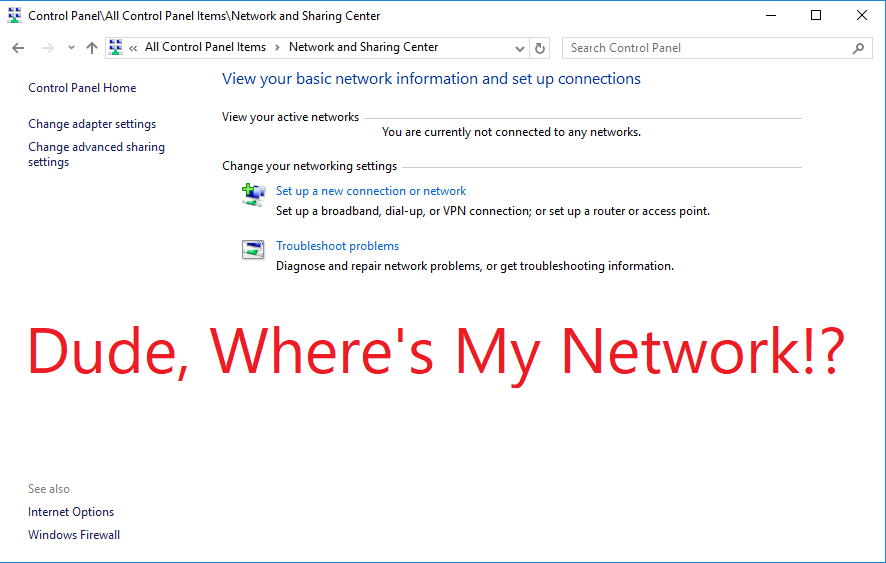 Control Panel\All Control Panel Items\Network and Sharing Center
« All Control Panel Items > Network and Sharing Center
Search Control Panel
Control Panel Home
Change adapter settings
Change advanced sharing
settings
View your basic network information and set up connections
View your active networks
You are currently not connected to any networks.
Change your networking settings
Set up a new connection or network
Set up a broadband, dial-up, or VPN connection; or set up a router or access point.
Troubleshoot problems
Diagnose and repair network problems, or get troubleshooting information.
Dude, Where's My Network!?
See also
Internet Options
Windows Firewall